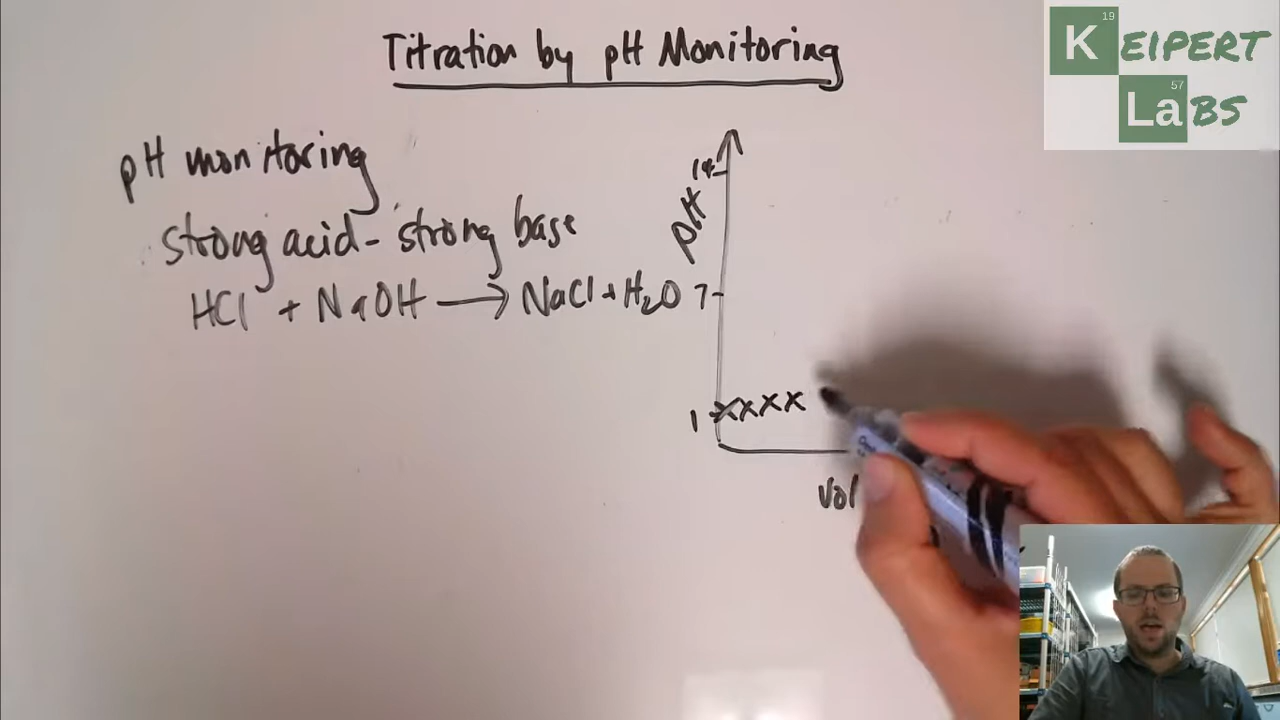 Titration by pH Monitoring
19
KEIPERT
57
LaBS
pH monitoring
strong acid - strong base
HCl + NaOH → NaCl + H₂O
14
pH
7
1 xxxx
Vol